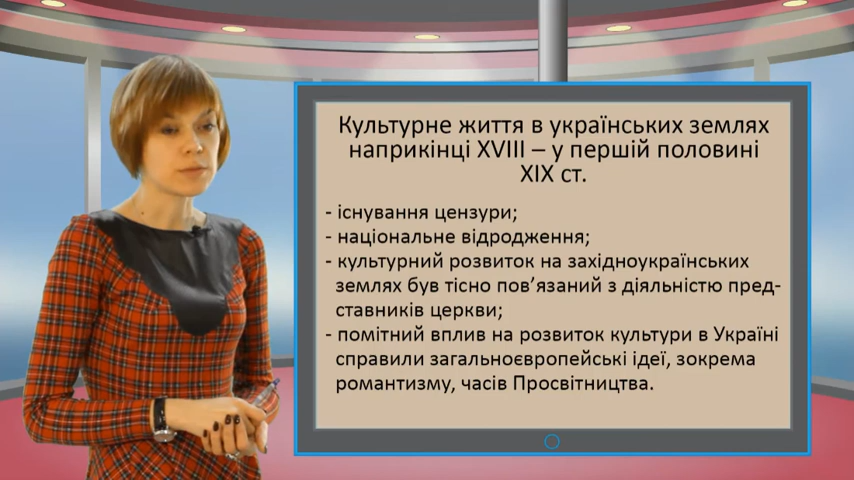 Культурне життя в українських землях
наприкінці XVIII – у першій половині
XIX ст.
- існування цензури;
- національне відродження;
- культурний розвиток на західноукраїнських
землях був тісно пов’язаний з діяльністю пред-
ставників церкви;
- помітний вплив на розвиток культури в Україні
справили загальноєвропейські ідеї, зокрема
романтизму, часів Просвітництва.